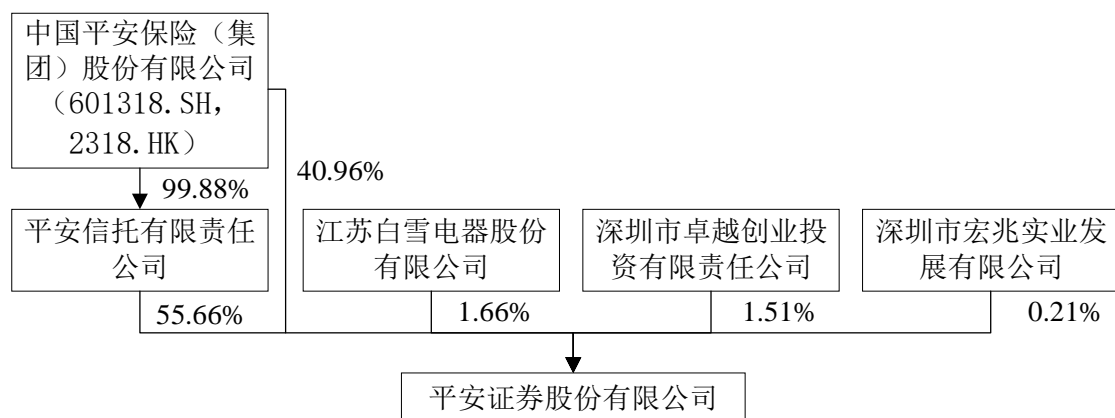 中国平安保险（集
团）股份有限公司
（601318.SH，
2318.HK）
99.88%
40.96%
平安信托有限责任
公司
江苏白雪电器股份
有限公司
深圳市卓越创业投
资有限责任公司
深圳市宏兆实业发
展有限公司
55.66%
1.66%
1.51%
0.21%
平安证券股份有限公司